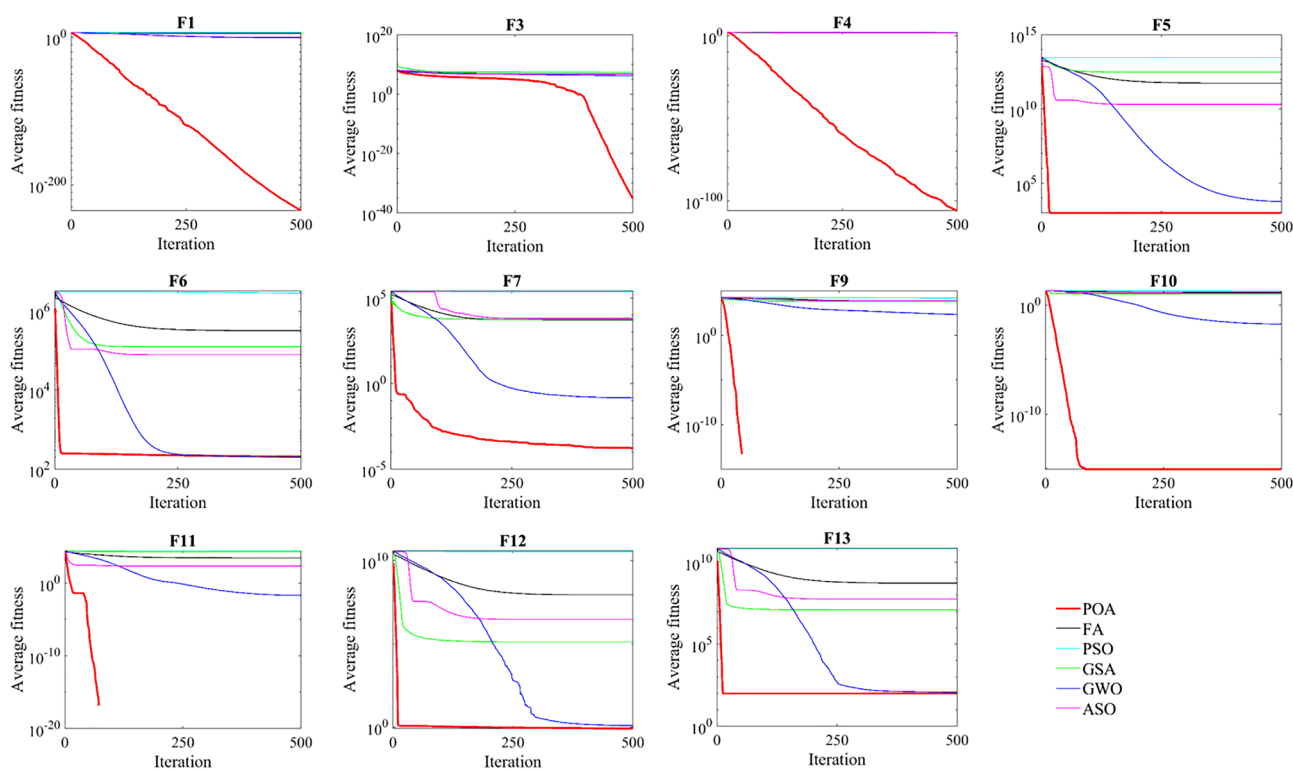 F1
10^0
10^-200
Average fitness
0 250 500
Iteration
F3
10^20
10^0
10^-20
10^-40
Average fitness
0 250 500
Iteration
F4
10^0
10^-100
Average fitness
0 250 500
Iteration
F5
10^15
10^10
10^5
Average fitness
0 250 500
Iteration
F6
10^6
10^4
10^2
Average fitness
0 250 500
Iteration
F7
10^5
10^0
10^-5
Average fitness
0 250 500
Iteration
F9
10^0
10^-10
Average fitness
0 250 500
Iteration
F10
10^0
10^-10
Average fitness
0 250 500
Iteration
F11
10^0
10^-10
10^-20
Average fitness
0 250 500
Iteration
F12
10^10
10^0
Average fitness
0 250 500
Iteration
F13
10^10
10^5
10^0
Average fitness
0 250 500
Iteration
POA
FA
PSO
GSA
GWO
ASO